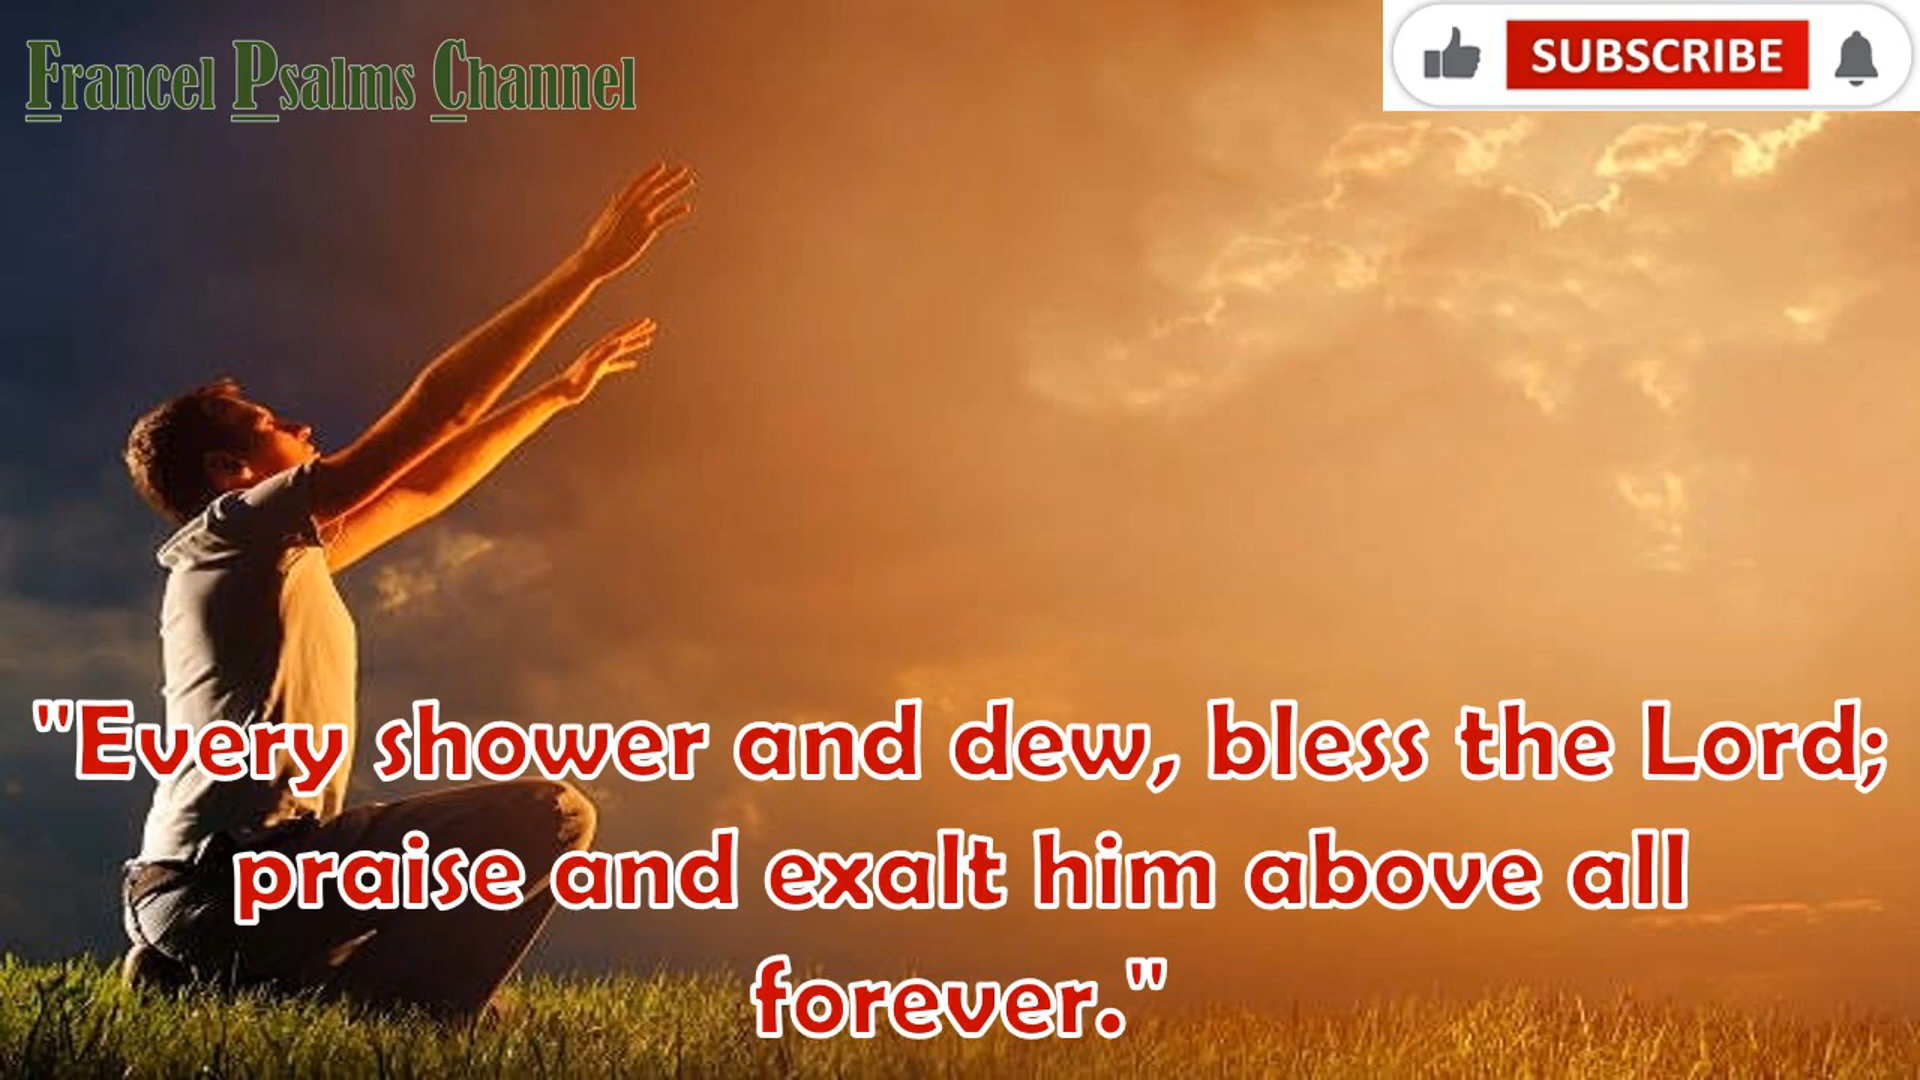 Francel Psalms Channel
SUBSCRIBE
"Every shower and dew, bless the Lord;
praise and exalt him above all
forever."